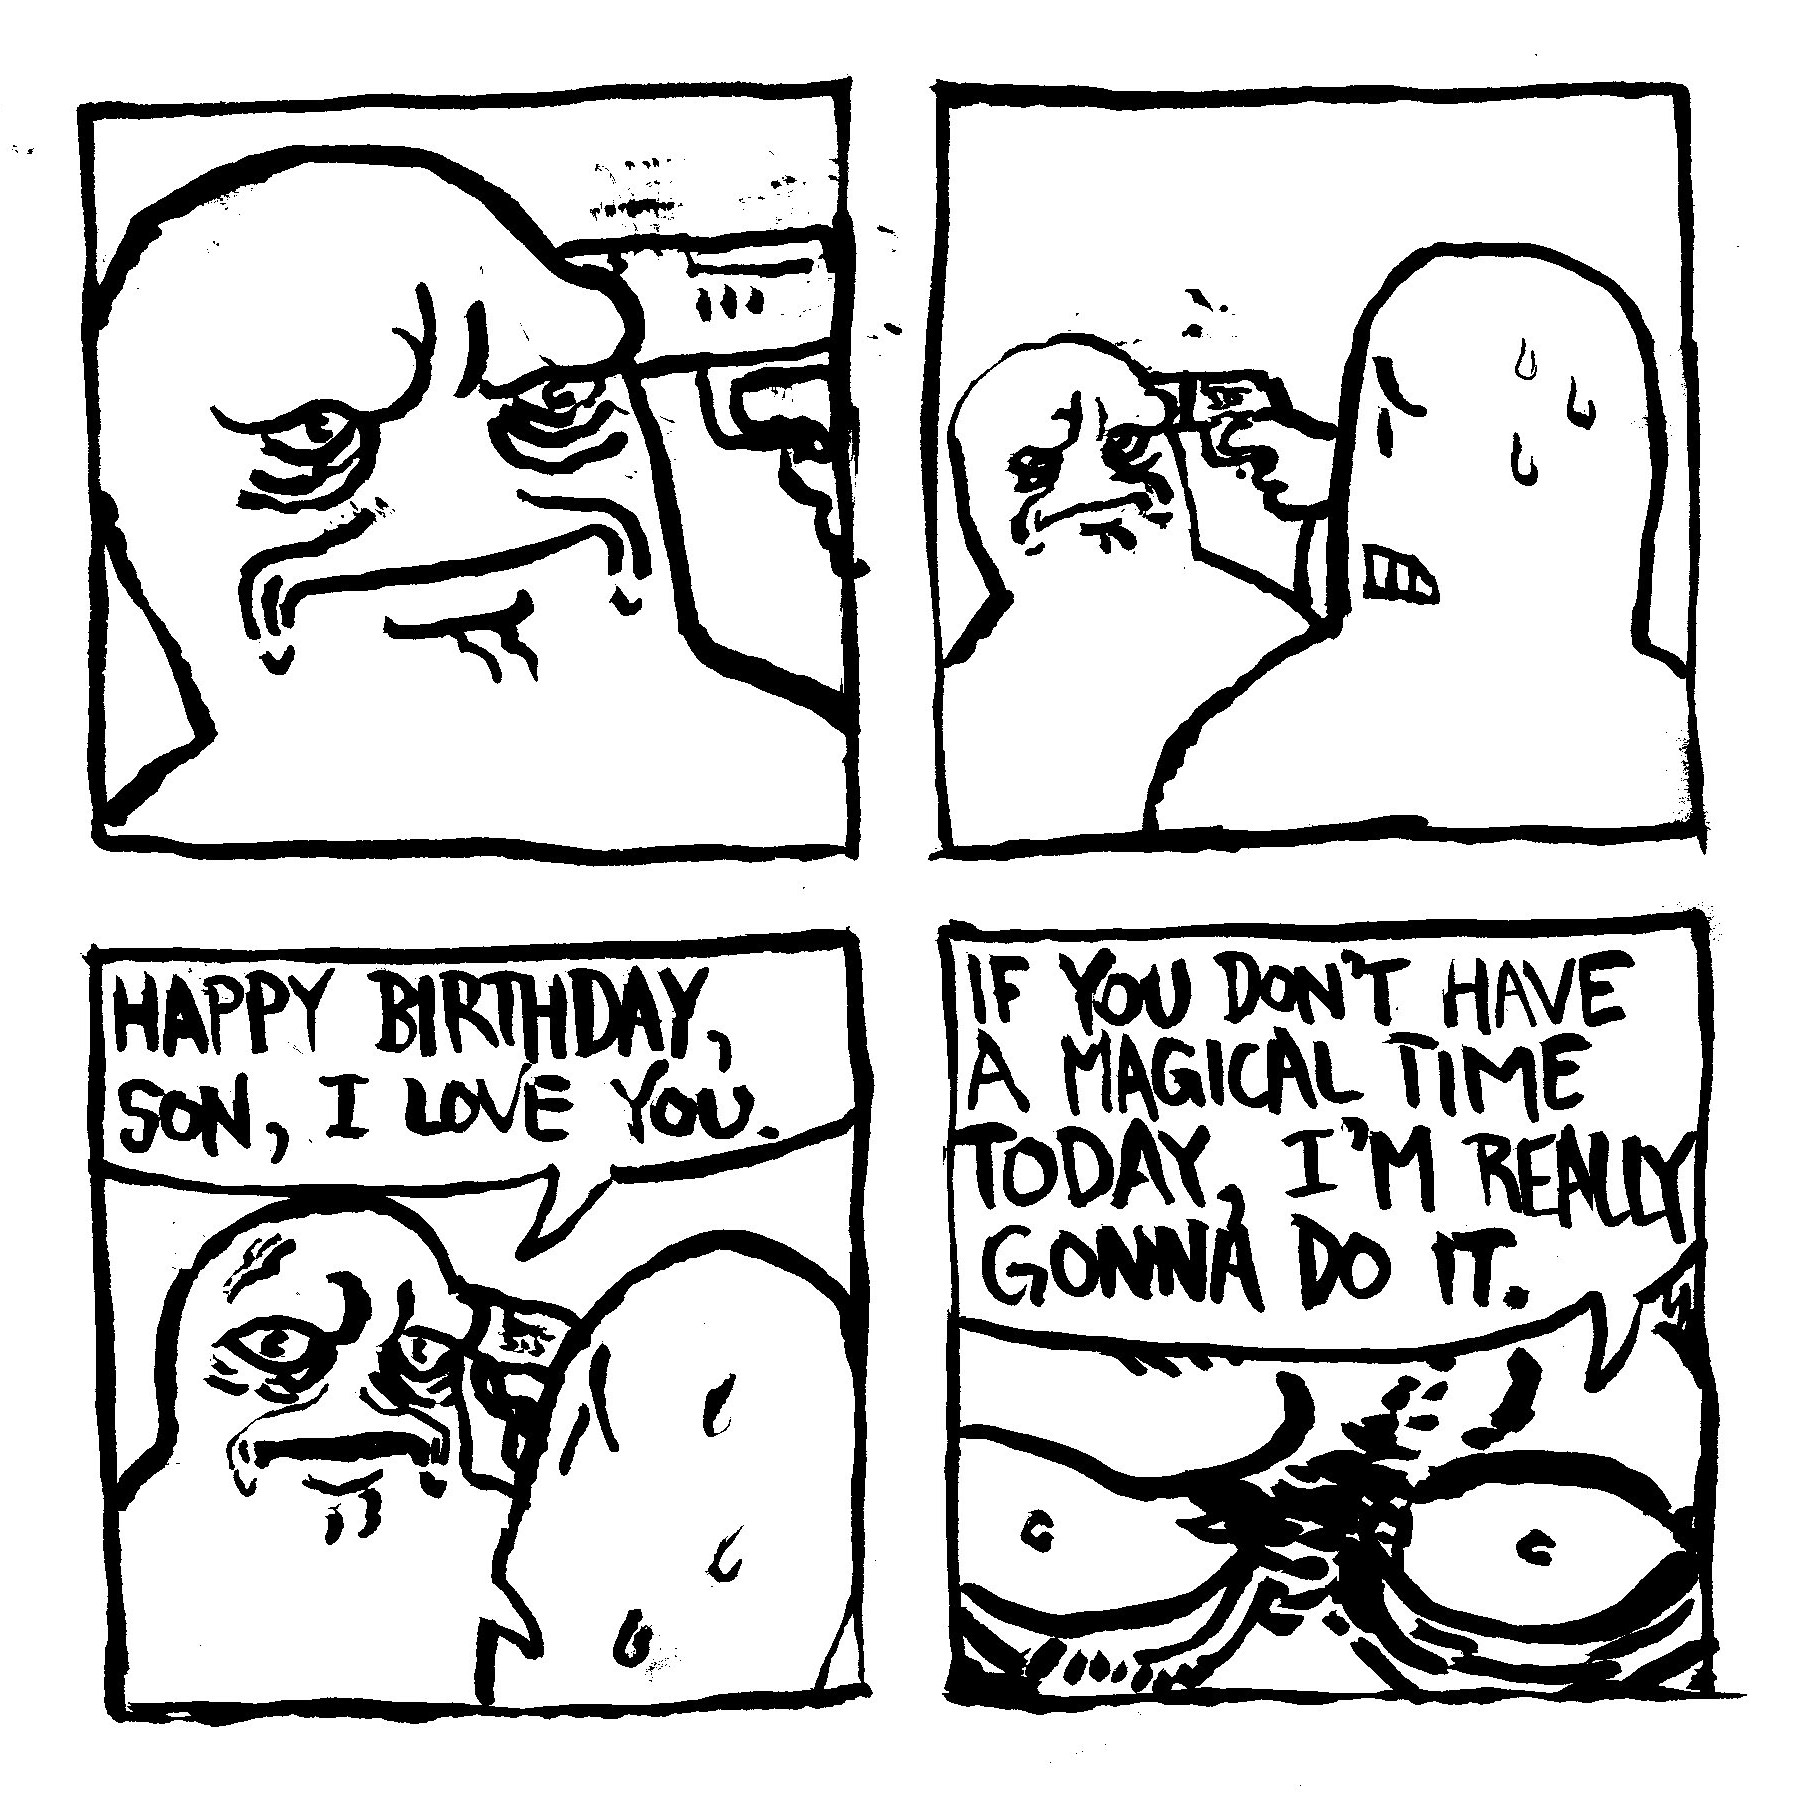 HAPPY BIRTHDAY,
SON, I LOVE YOU.
IF YOU DON'T HAVE
A MAGICAL TIME
TODAY, I'M REALLY
GONNA DO IT.